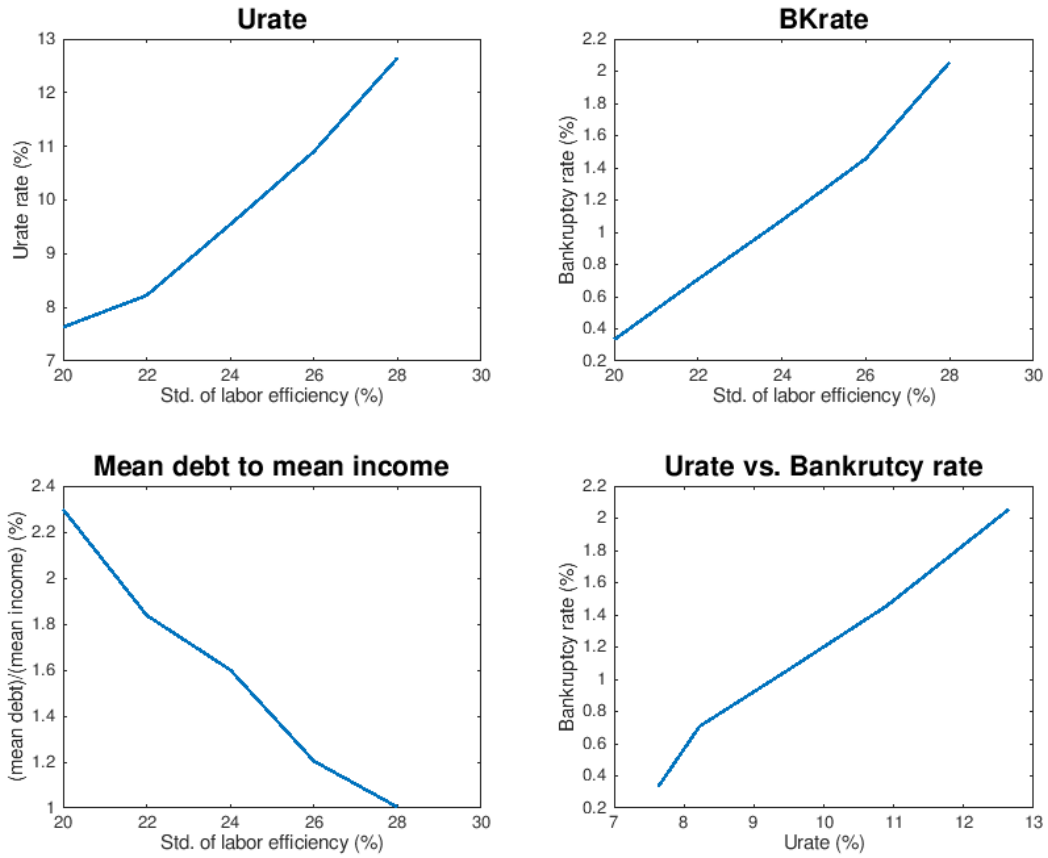 Urate
13
12
11
10
9
8
7
Urate rate (%)
20 22 24 26 28 30
Std. of labor efficiency (%)
BKrate
2.2
2
1.8
1.6
1.4
1.2
1
0.8
0.6
0.4
0.2
Bankruptcy rate (%)
20 21 22 23 24 25 26 27 28 29 30
Std. of labor efficiency (%)
Mean debt to mean income
2.4
2.2
2
1.8
1.6
1.4
1.2
1
(mean debt)/(mean income) (%)
20 22 24 26 28 30
Std. of labor efficiency (%)
Urate vs. Bankrutcy rate
2.2
2
1.8
1.6
1.4
1.2
1
0.8
0.6
0.4
0.2
Bankruptcy rate (%)
7 8 9 10 11 12 13
Urate (%)